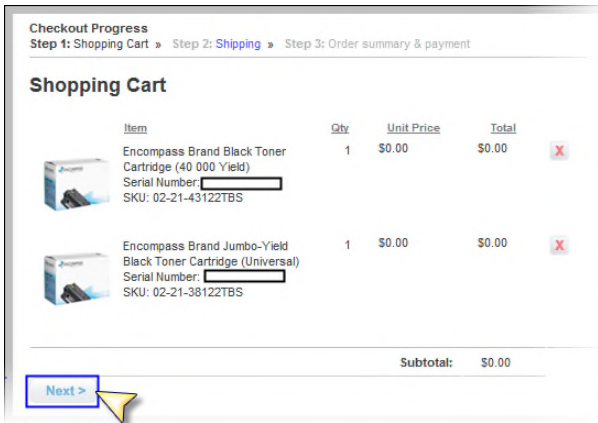 Checkout Progress
Step 1: Shopping Cart » Step 2: Shipping » Step 3: Order summary & payment
Shopping Cart
Item Qty Unit Price Total
Encompass Brand Black Toner 1 $0.00 $0.00 X
Cartridge (40 000 Yield)
Serial Number:
SKU: 02-21-43122TBS
Encompass Brand Jumbo-Yield 1 $0.00 $0.00 X
Black Toner Cartridge (Universal)
Serial Number:
SKU: 02-21-38122TBS
Subtotal: $0.00
Next >